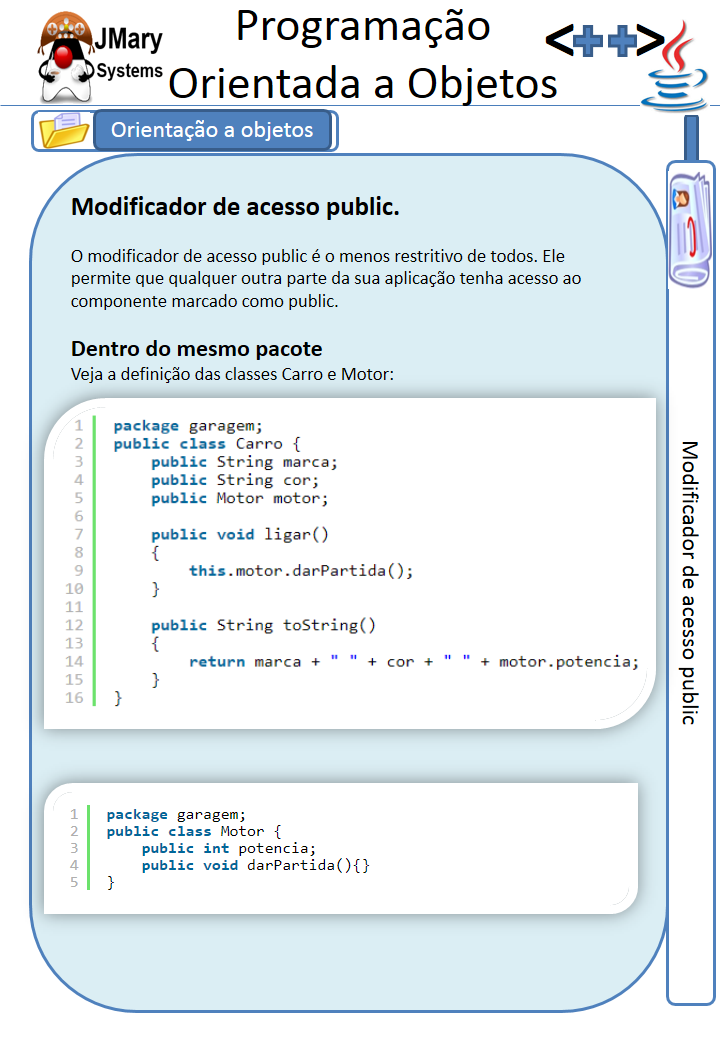 JMary
Systems
Programação
Orientada a Objetos
<++>
Orientação a objetos
Modificador de acesso public.
O modificador de acesso public é o menos restritivo de todos. Ele
permite que qualquer outra parte da sua aplicação tenha acesso ao
componente marcado como public.
Dentro do mesmo pacote
Veja a definição das classes Carro e Motor:
1 package garagem;
2 public class Carro {
3     public String marca;
4     public String cor;
5     public Motor motor;
6
7     public void ligar()
8     {
9         this.motor.darPartida();
10     }
11
12     public String toString()
13     {
14         return marca + " " + cor + " " + motor.potencia;
15     }
16 }
1 package garagem;
2 public class Motor {
3     public int potencia;
4     public void darPartida(){}
5 }
Modificador de acesso public